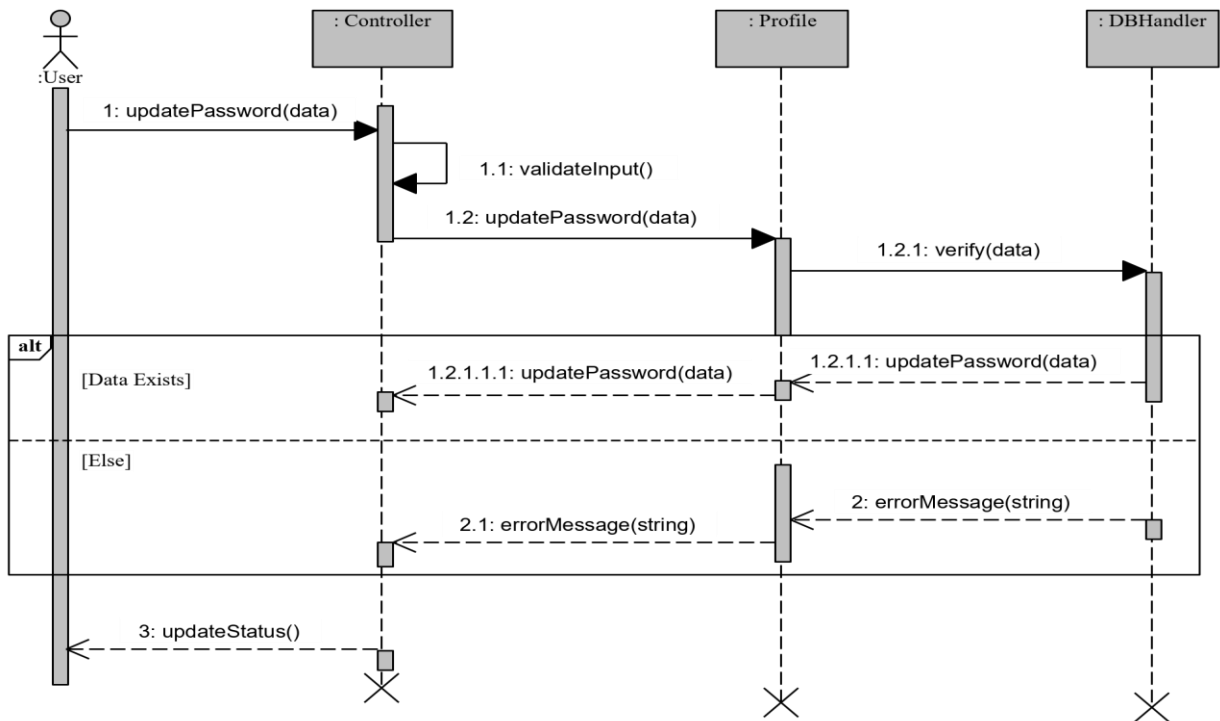 : Controller
: Profile
: DBHandler
:User
1: updatePassword(data)
1.1: validateInput()
1.2: updatePassword(data)
1.2.1: verify(data)
alt
[Data Exists]
1.2.1.1.1: updatePassword(data)
1.2.1.1: updatePassword(data)
[Else]
2: errorMessage(string)
2.1: errorMessage(string)
3: updateStatus()